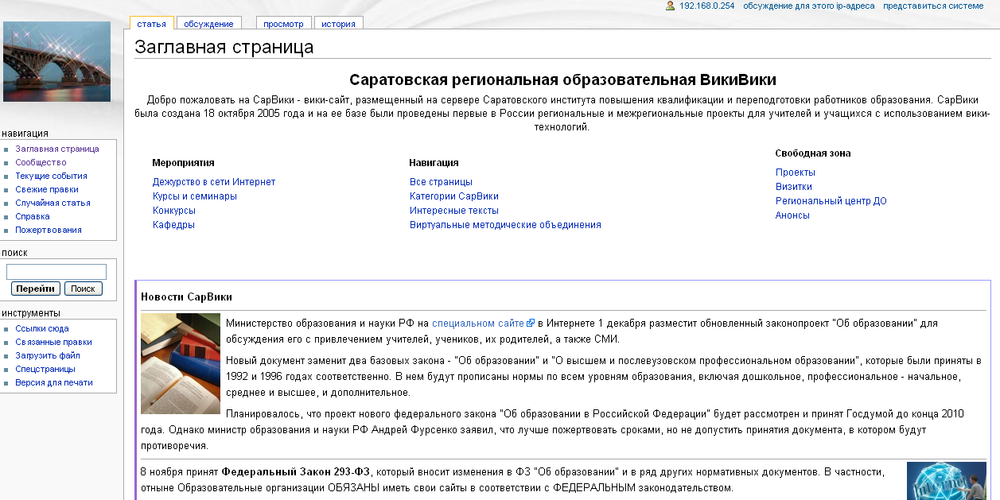 192.168.0.254 обсуждение для этого ip-адреса представиться системе
статья обсуждение просмотр история
Заглавная страница
Саратовская региональная образовательная ВикиВики
Добро пожаловать на СарВики - вики-сайт, размещенный на сервере Саратовского института повышения квалификации и переподготовки работников образования. СарВики
была создана 18 октября 2005 года и на ее базе были проведены первые в России региональные и межрегиональные проекты для учителей и учащихся с использованием вики-
технологий.
навигация
Заглавная страница
Сообщество
Текущие события
Свежие правки
Случайная статья
Справка
Пожертвования
поиск
Перейти Поиск
инструменты
Ссылки сюда
Связанные правки
Загрузить файл
Спецстраницы
Версия для печати
Мероприятия
Дежурство в сети Интернет
Курсы и семинары
Конкурсы
Кафедры
Навигация
Все страницы
Категории СарВики
Интересные тексты
Виртуальные методические объединения
Свободная зона
Проекты
Визитки
Региональный центр ДО
Анонсы
Новости СарВики
Министерство образования и науки РФ на специальном сайте в Интернете 1 декабря разместит обновленный законопроект "Об образовании" для
обсуждения его с привлечением учителей, учеников, их родителей, а также СМИ.
Новый документ заменит два базовых закона - "Об образовании" и "О высшем и послевузовском профессиональном образовании", которые были приняты в
1992 и 1996 годах соответственно. В нем будут прописаны нормы по всем уровням образования, включая дошкольное, профессиональное - начальное,
среднее и высшее, и дополнительное.
Планировалось, что проект нового федерального закона "Об образовании в Российской Федерации" будет рассмотрен и принят Госдумой до конца 2010
года. Однако министр образования и науки РФ Андрей Фурсенко заявил, что лучше пожертвовать сроками, но не допустить принятия документа, в котором будут
противоречия.
8 ноября принят Федеральный Закон 293-ФЗ, который вносит изменения в ФЗ "Об образовании" и в ряд других нормативных документов. В частности,
отныне Образовательные организации ОБЯЗАНЫ иметь свои сайты в соответствии с ФЕДЕРАЛЬНЫМ законодательством.
Internet